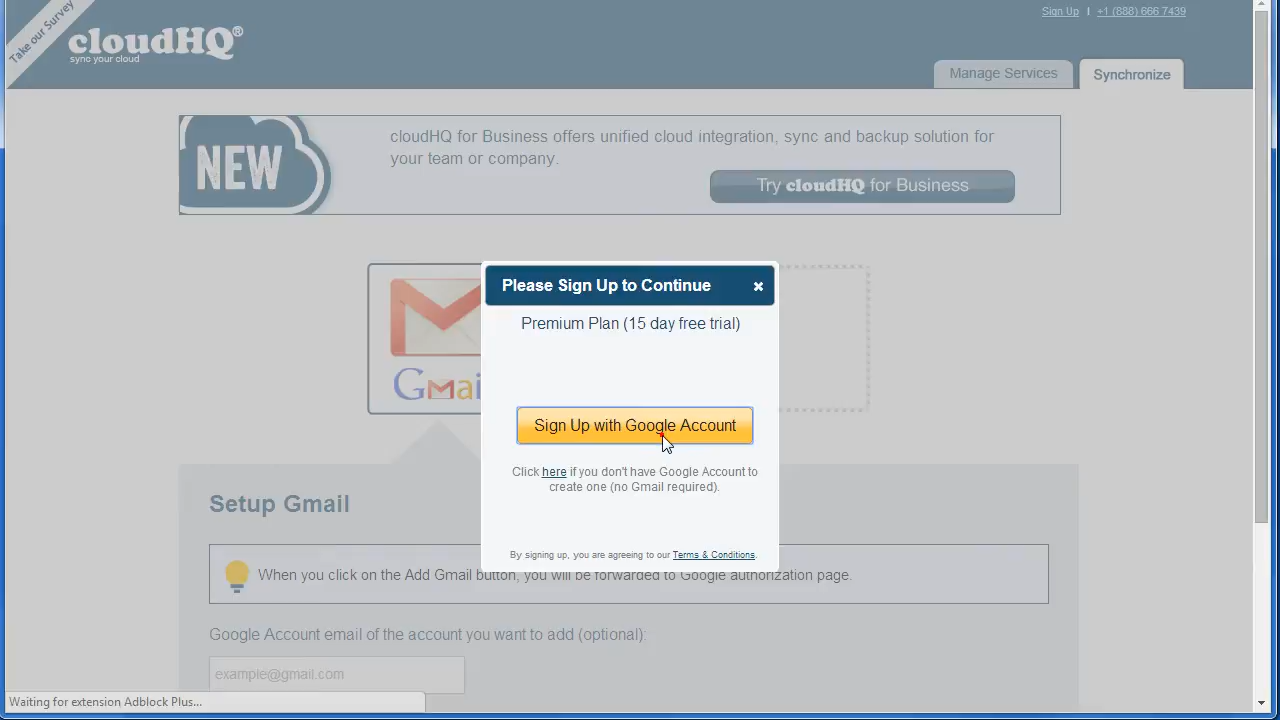 Take our Survey
cloudHQ®
sync your cloud
Sign Up | +1 (888) 666 7439
Manage Services
Synchronize
NEW
cloudHQ for Business offers unified cloud integration, sync and backup solution for
your team or company.
Try cloudHQ for Business
Gmai
Please Sign Up to Continue
×
Premium Plan (15 day free trial)
Sign Up with Google Account
Click here if you don't have Google Account to
create one (no Gmail required).
By signing up, you are agreeing to our Terms & Conditions.
Setup Gmail
When you click on the Add Gmail button, you will be forwarded to Google authorization page.
Google Account email of the account you want to add (optional):
example@gmail.com
Waiting for extension Adblock Plus...